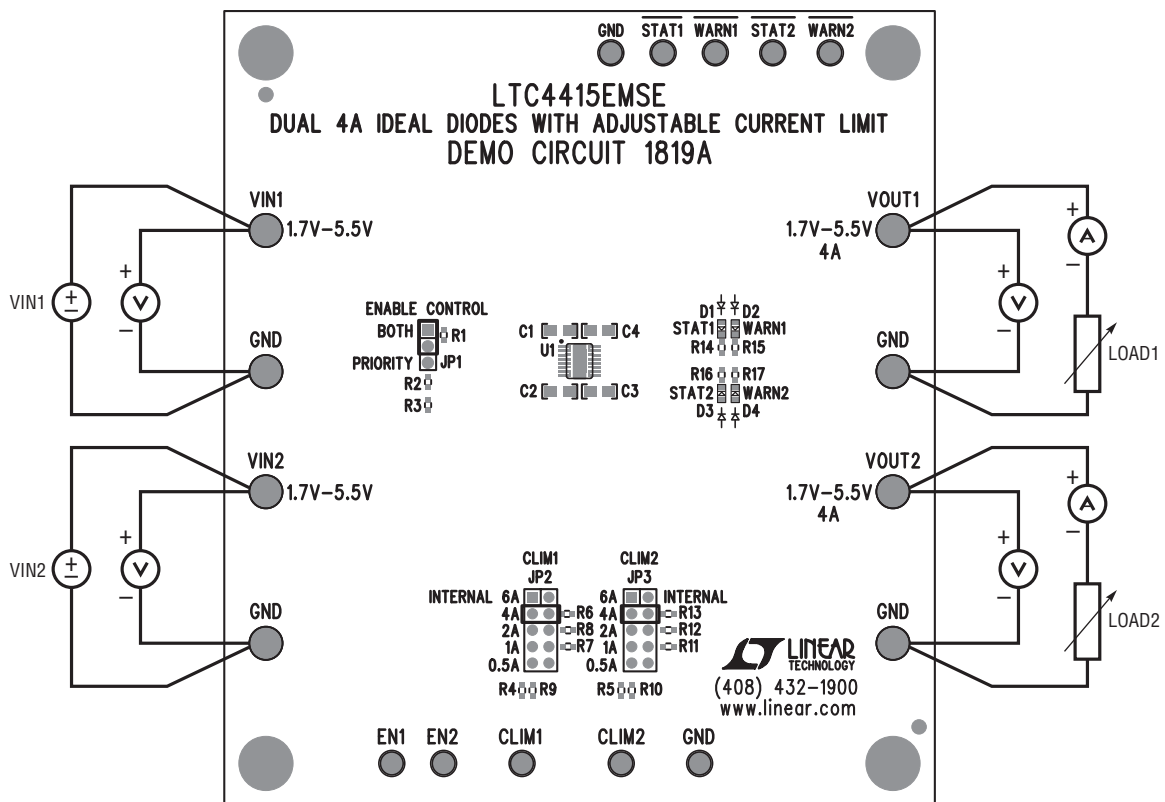 GND STAT1 WARN1 STAT2 WARN2
LTC4415EMSE
DUAL 4A IDEAL DIODES WITH ADJUSTABLE CURRENT LIMIT
DEMO CIRCUIT 1819A
VIN1
1.7V-5.5V
VOUT1
1.7V-5.5V
4A
+
A
–
+
V
–
VIN1
+
–
+
V
–
LOAD1
ENABLE CONTROL
BOTH
R1
PRIORITY
JP1
R2
R3
C1
C4
U1
C2
C3
D1 D2
STAT1 WARN1
R14 R15
R16 R17
STAT2 WARN2
D3 D4
GND
GND
VIN2
1.7V-5.5V
VOUT2
1.7V-5.5V
4A
+
A
–
+
V
–
VIN2
+
–
+
V
–
LOAD2
GND
GND
CLIM1
JP2
INTERNAL
6A
4A
R6
2A
R8
1A
R7
0.5A
R4 R9
CLIM2
JP3
6A
INTERNAL
4A
R13
2A
R12
1A
R11
0.5A
R5 R10
LINEAR
TECHNOLOGY
(408) 432-1900
www.linear.com
EN1 EN2 CLIM1 CLIM2 GND